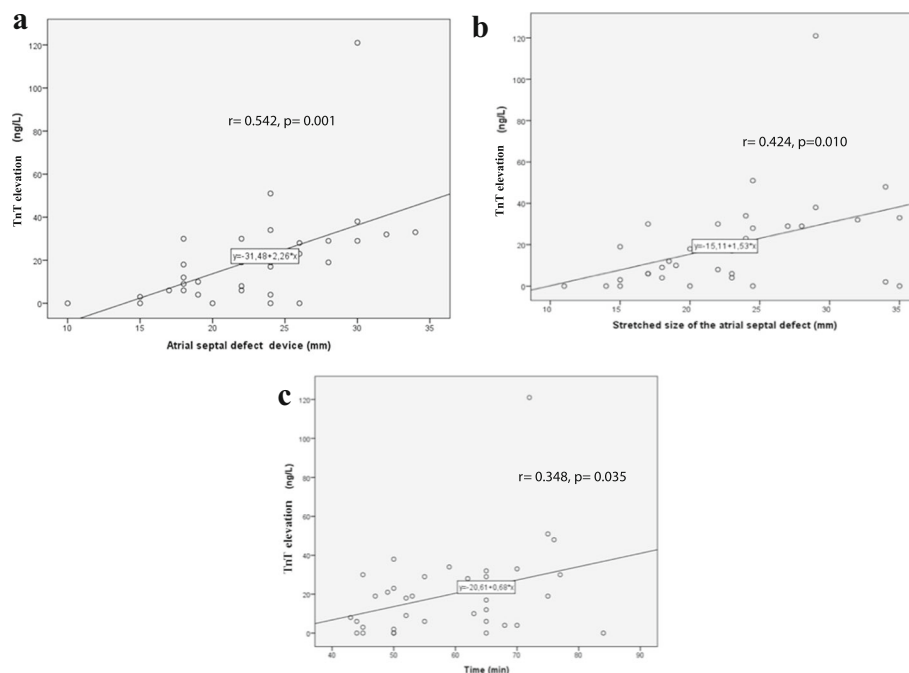 a
TnT elevation (ng/L)
120
100
80
60
40
20
0
r= 0.542, p= 0.001
y=-31,48+2,26*x
10 15 20 25 30 35
Atrial septal defect device (mm)
b
TnT elevation (ng/L)
120
100
80
60
40
20
0
r= 0.424, p=0.010
y=-15,11+1,53*x
10 15 20 25 30 35
Stretched size of the atrial septal defect (mm)
c
TnT elevation (ng/L)
120
100
80
60
40
20
0
r= 0.348, p= 0.035
y=-20,61+0,68*x
40 50 60 70 80 90
Time (min)